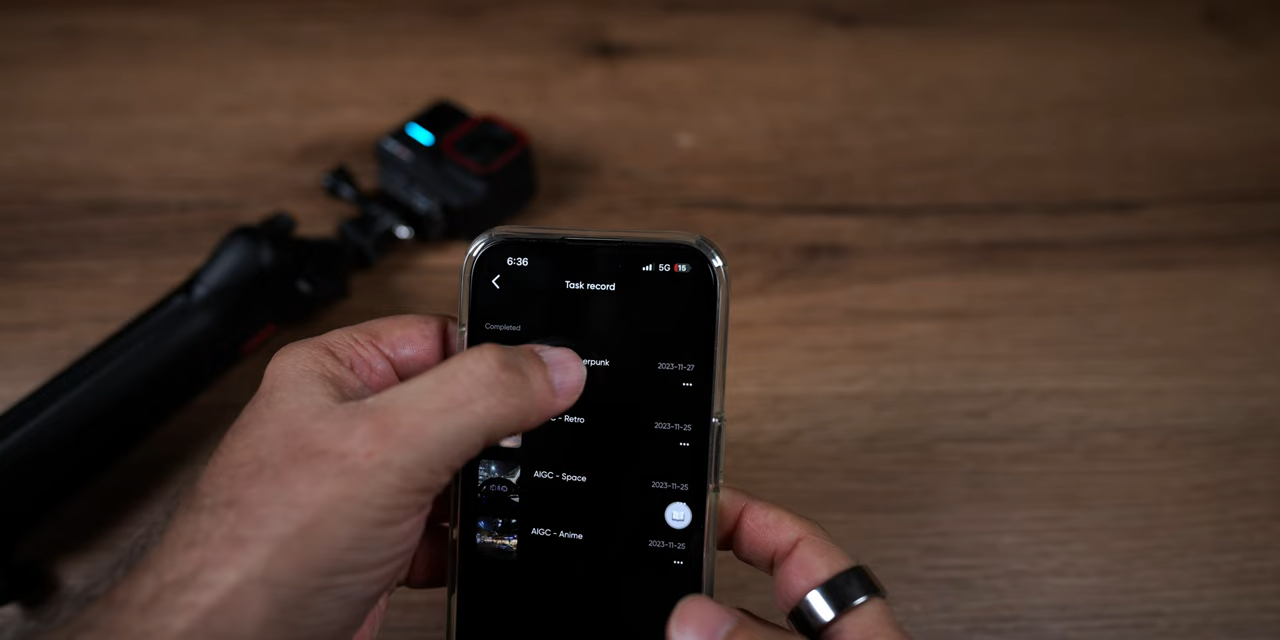 6:36
5G 15
Task record
Completed
erpunk
2023-11-27
C - Retro
2023-11-25
AIGC - Space
2023-11-25
AIGC - Anime
2023-11-25